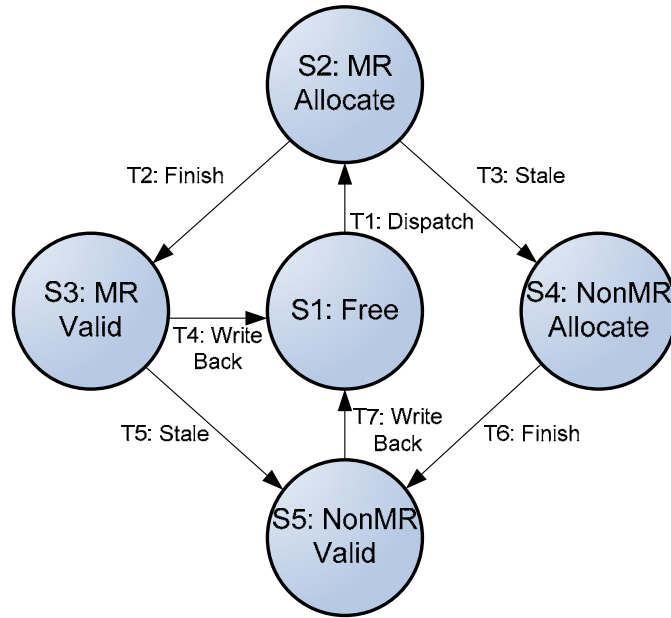 S2: MR
Allocate
T2: Finish
T3: Stale
T1: Dispatch
S3: MR
Valid
S1: Free
S4: NonMR
Allocate
T4: Write
Back
T5: Stale
T7: Write
Back
T6: Finish
S5: NonMR
Valid